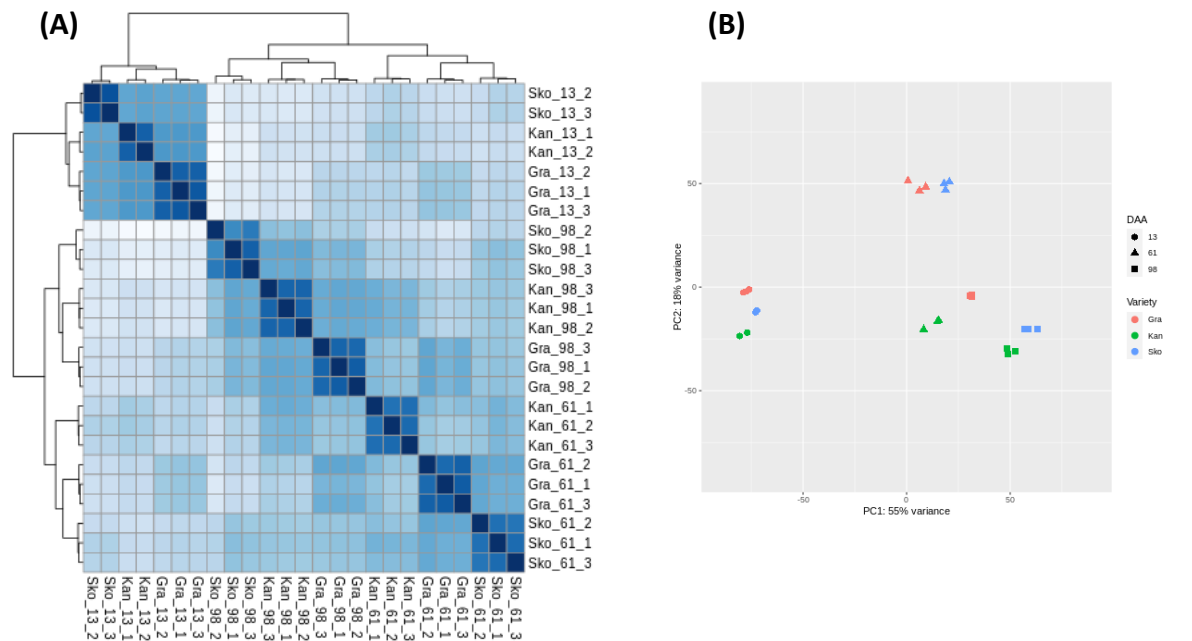 (A)
(B)
Sko_13_2
Sko_13_3
Kan_13_1
Kan_13_2
Gra_13_2
Gra_13_1
Gra_13_3
Sko_98_2
Sko_98_1
Sko_98_3
Kan_98_3
Kan_98_1
Kan_98_2
Gra_98_3
Gra_98_1
Gra_98_2
Kan_61_1
Kan_61_2
Kan_61_3
Gra_61_2
Gra_61_1
Gra_61_3
Sko_61_2
Sko_61_1
Sko_61_3
Sko_13_2
Sko_13_3
Kan_13_1
Kan_13_2
Gra_13_2
Gra_13_1
Gra_13_3
Sko_98_2
Sko_98_1
Sko_98_3
Kan_98_3
Kan_98_1
Kan_98_2
Gra_98_3
Gra_98_1
Gra_98_2
Kan_61_1
Kan_61_2
Kan_61_3
Gra_61_2
Gra_61_1
Gra_61_3
Sko_61_2
Sko_61_1
Sko_61_3
PC2: 18% variance
50
0
-50
-50
0
50
PC1: 55% variance
DAA
13
61
98
Variety
Gra
Kan
Sko